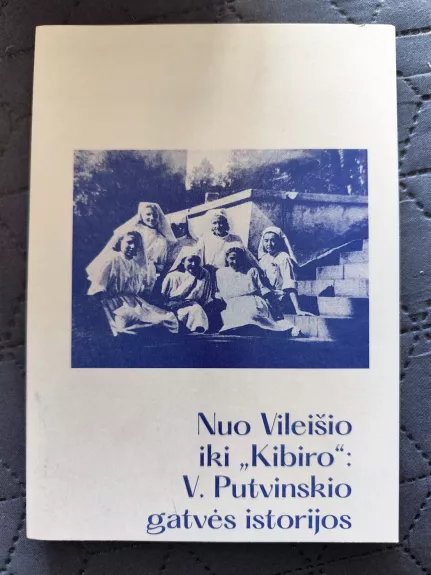 Nuo Vileišio
iki „Kibiro“:
V. Putvinskio
gatvės istorijos